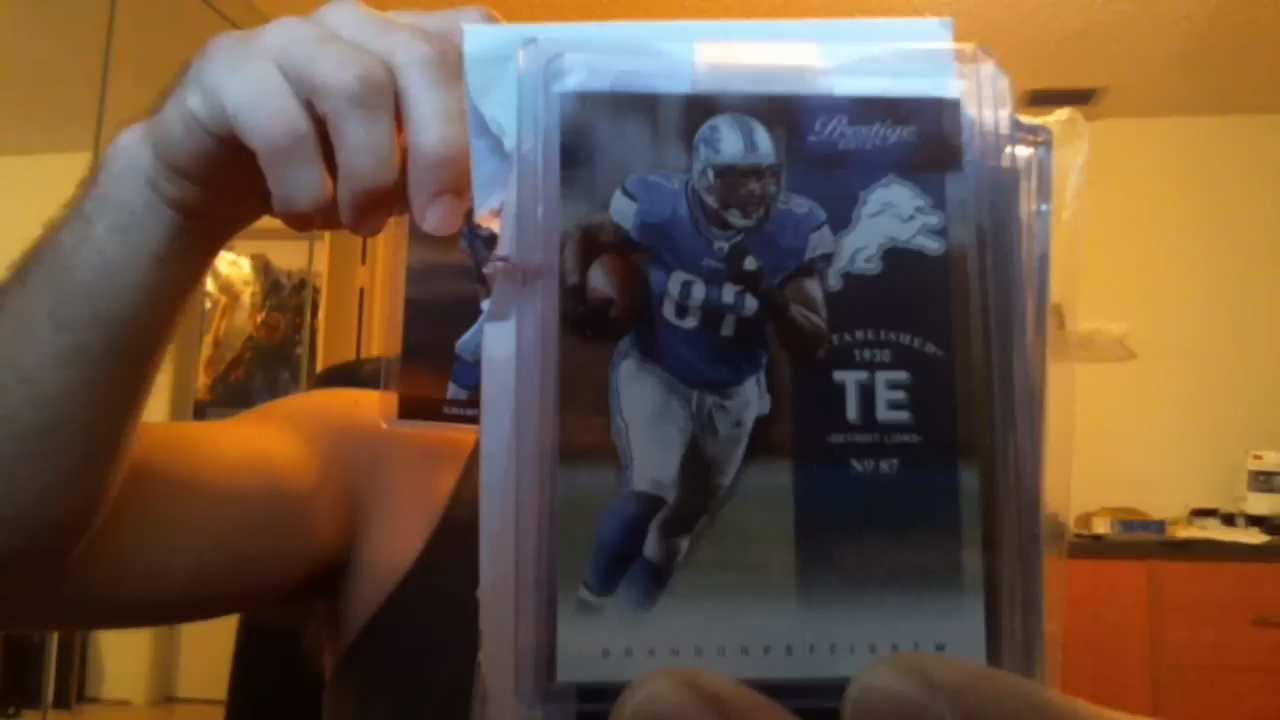 Prestige
87
ESTABLISHED
1930
TE
-DETROIT LIONS-
Nº 87
BRANDON PETTIGREW